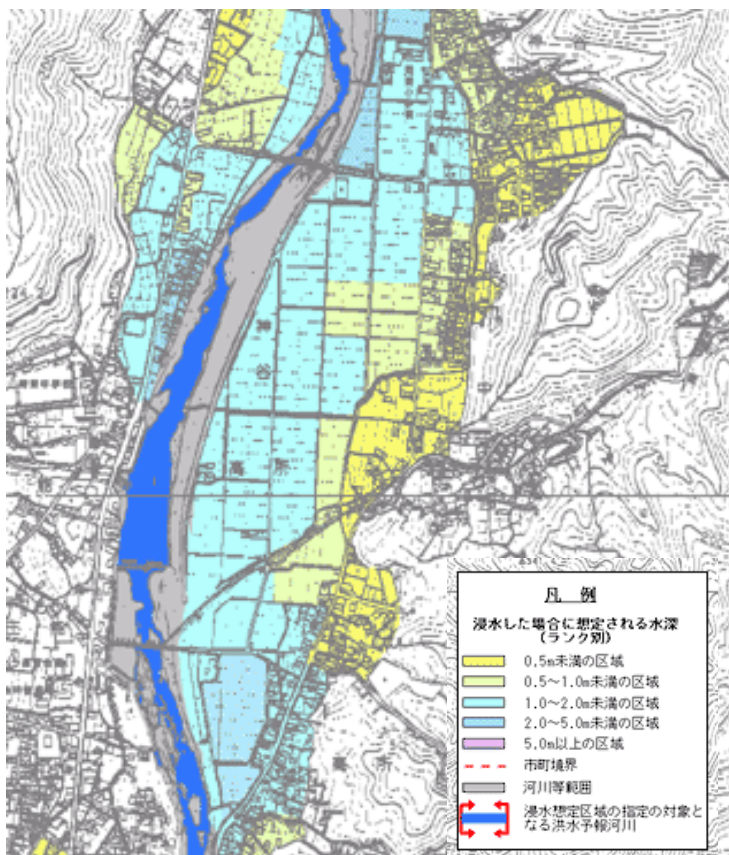 神
谷
高所
凡 例
浸水した場合に想定される水深
(ランク別)
0.5m未満の区域
0.5〜1.0m未満の区域
1.0〜2.0m未満の区域
2.0〜5.0m未満の区域
5.0m以上の区域
市町境界
河川等範囲
浸水想定区域の指定の対象と
なる洪水予報河川